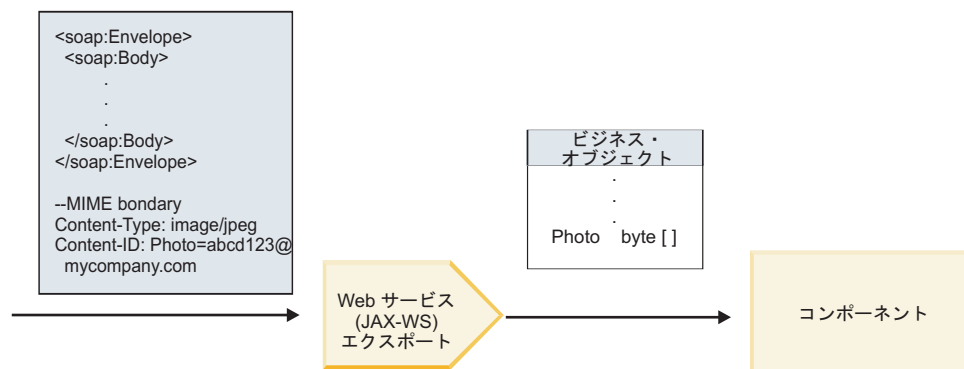 <soap:Envelope>
<soap:Body>
.
.
.
</soap:Body>
</soap:Envelope>
--MIME bondary
Content-Type: image/jpeg
Content-ID: Photo=abcd123@
mycompany.com
Web サービス
(JAX-WS)
エクスポート
ビジネス・
オブジェクト
.
.
.
Photo byte [ ]
コンポーネント